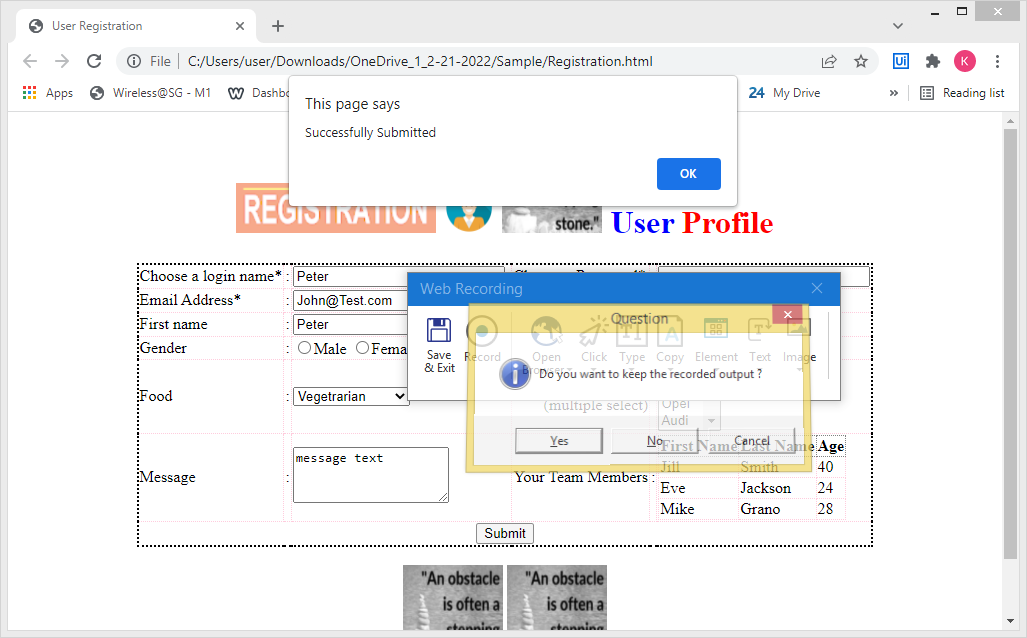 User Registration
File C:/Users/user/Downloads/OneDrive_1_2-21-2022/Sample/Registration.html
K
Apps Wireless@SG - M1 Dashbo 24 My Drive » Reading list
This page says
Successfully Submitted
OK
REGISTRATION stone." User Profile
Choose a login name* : Peter
Email Address* : John@Test.com
First name : Peter
Gender : Male Fema
Food : Vegetarian
Message : message text
Web Recording
Save & Exit
Record
Open Browser
Click
Type
Copy
Element
Text
Image
Question
Do you want to keep the recorded output ?
Yes No Cancel
(multiple select)
Opel
Audi
Your Team Members :
First Name Last Name Age
Jill Smith 40
Eve Jackson 24
Mike Grano 28
Submit
"An obstacle "An obstacle
is often a is often a
stepping stepping